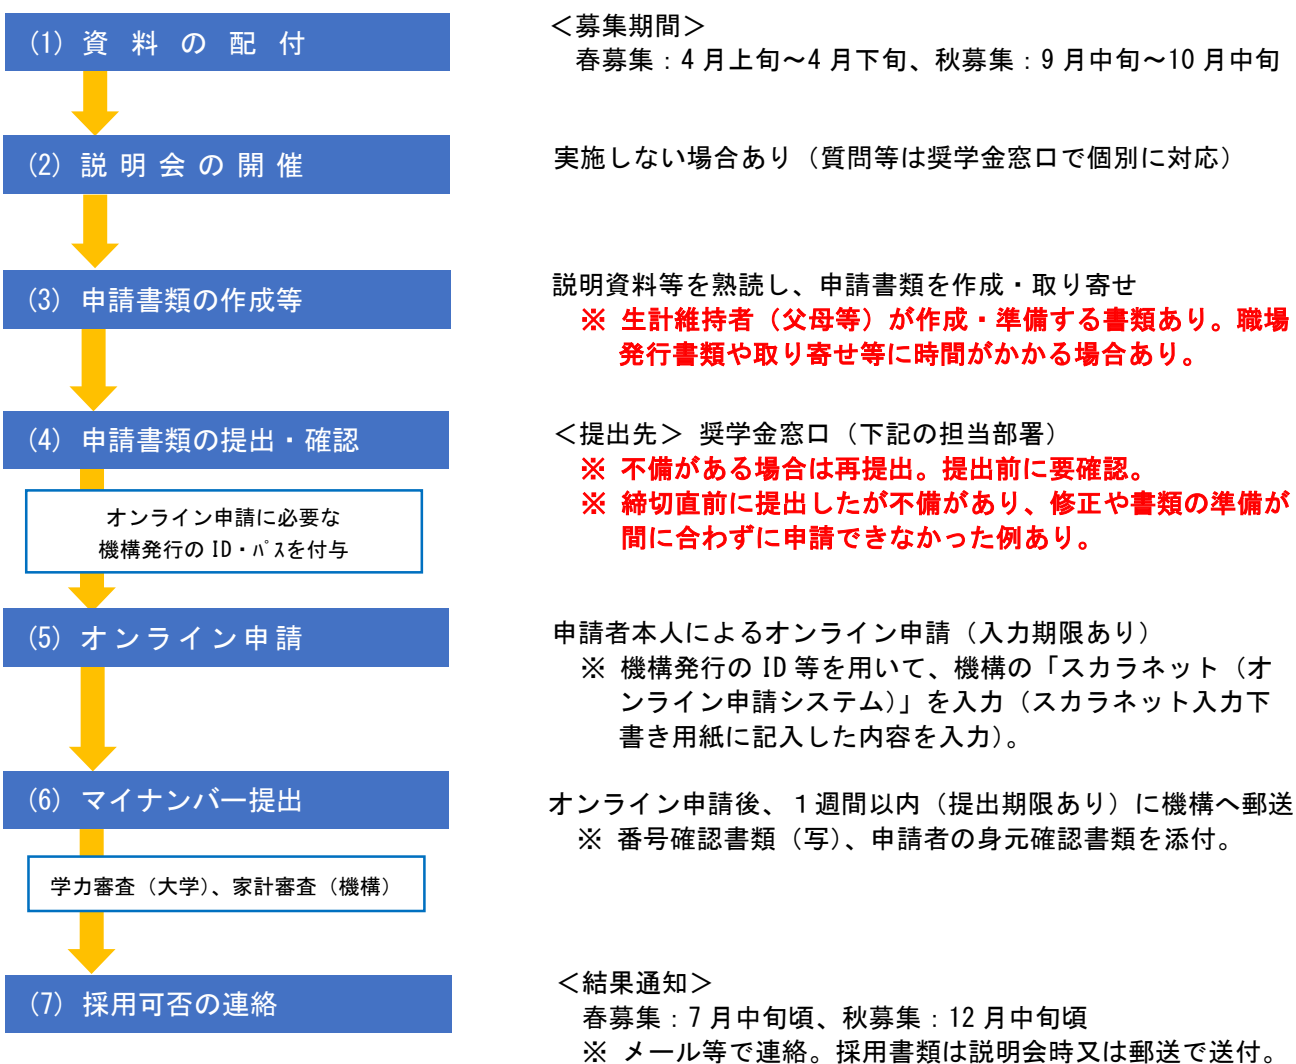 (1) 資料の配付
＜募集期間＞
春募集：4月上旬～4月下旬、秋募集：9月中旬～10月中旬
(2) 説明会の開催
実施しない場合あり（質問等は奨学金窓口で個別に対応）
(3) 申請書類の作成等
説明資料等を熟読し、申請書類を作成・取り寄せ
※ 生計維持者（父母等）が作成・準備する書類あり。職場
発行書類や取り寄せ等に時間がかかる場合あり。
(4) 申請書類の提出・確認
＜提出先＞ 奨学金窓口（下記の担当部署）
※ 不備がある場合は再提出。提出前に要確認。
※ 締切直前に提出したが不備があり、修正や書類の準備が
間に合わずに申請できなかった例あり。
オンライン申請に必要な
機構発行の ID・ﾊﾟｽを付与
(5) オンライン申請
申請者本人によるオンライン申請（入力期限あり）
※ 機構発行の ID 等を用いて、機構の「スカラネット（オ
ンライン申請システム）」を入力（スカラネット入力下
書き用紙に記入した内容を入力）。
(6) マイナンバー提出
オンライン申請後、１週間以内（提出期限あり）に機構へ郵送
※ 番号確認書類（写）、申請者の身元確認書類を添付。
学力審査（大学）、家計審査（機構）
(7) 採用可否の連絡
＜結果通知＞
春募集：7月中旬頃、秋募集：12月中旬頃
※ メール等で連絡。採用書類は説明会時又は郵送で送付。